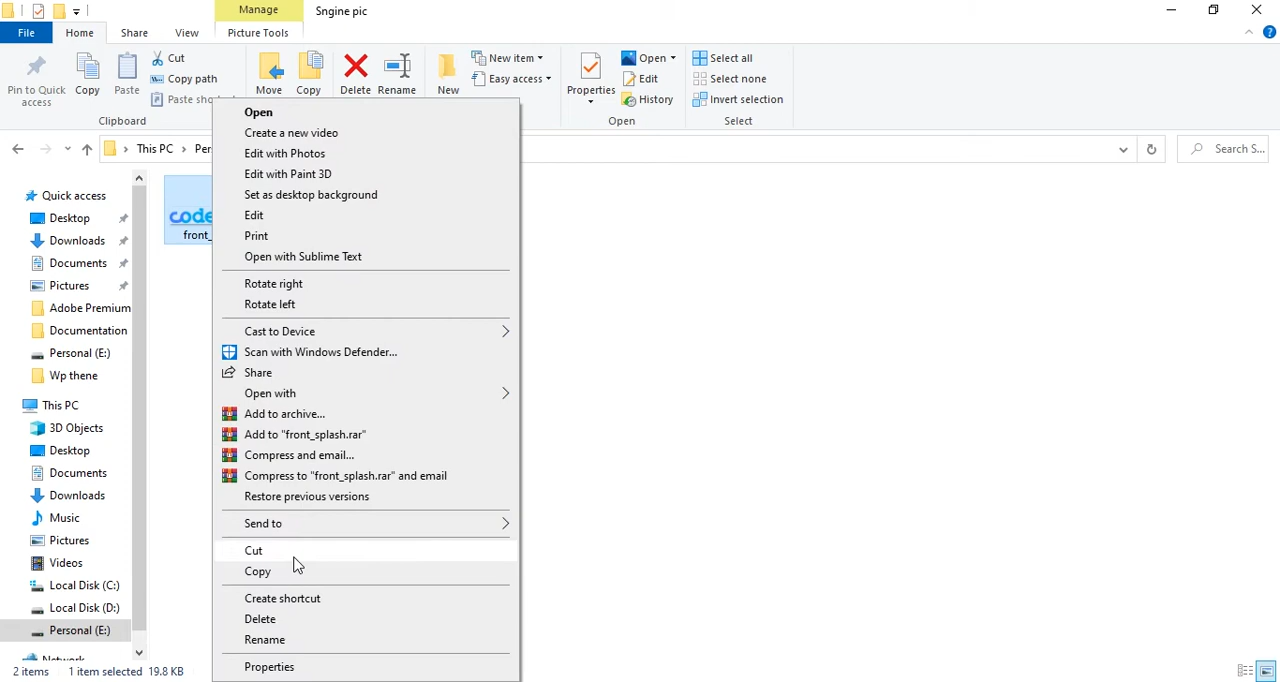 Manage
Sngine pic
File
Home
Share
View
Picture Tools
Pin to Quick access
Copy
Paste
Cut
Copy path
Paste
Move
Copy
Delete
Rename
New
New item
Easy access
Properties
Open
Edit
History
Select all
Select none
Invert selection
Clipboard
Open
Select
This PC
Search S...
Quick access
Desktop
Downloads
Documents
Pictures
Adobe Premium
Documentation
Personal (E:)
Wp thene
This PC
3D Objects
Desktop
Documents
Downloads
Music
Pictures
Videos
Local Disk (C:)
Local Disk (D:)
Personal (E:)
Network
code
front_
Open
Create a new video
Edit with Photos
Edit with Paint 3D
Set as desktop background
Edit
Print
Open with Sublime Text
Rotate right
Rotate left
Cast to Device
Scan with Windows Defender...
Share
Open with
Add to archive...
Add to "front_splash.rar"
Compress and email...
Compress to "front_splash.rar" and email
Restore previous versions
Send to
Cut
Copy
Create shortcut
Delete
Rename
Properties
2 items
1 item selected 19.8 KB